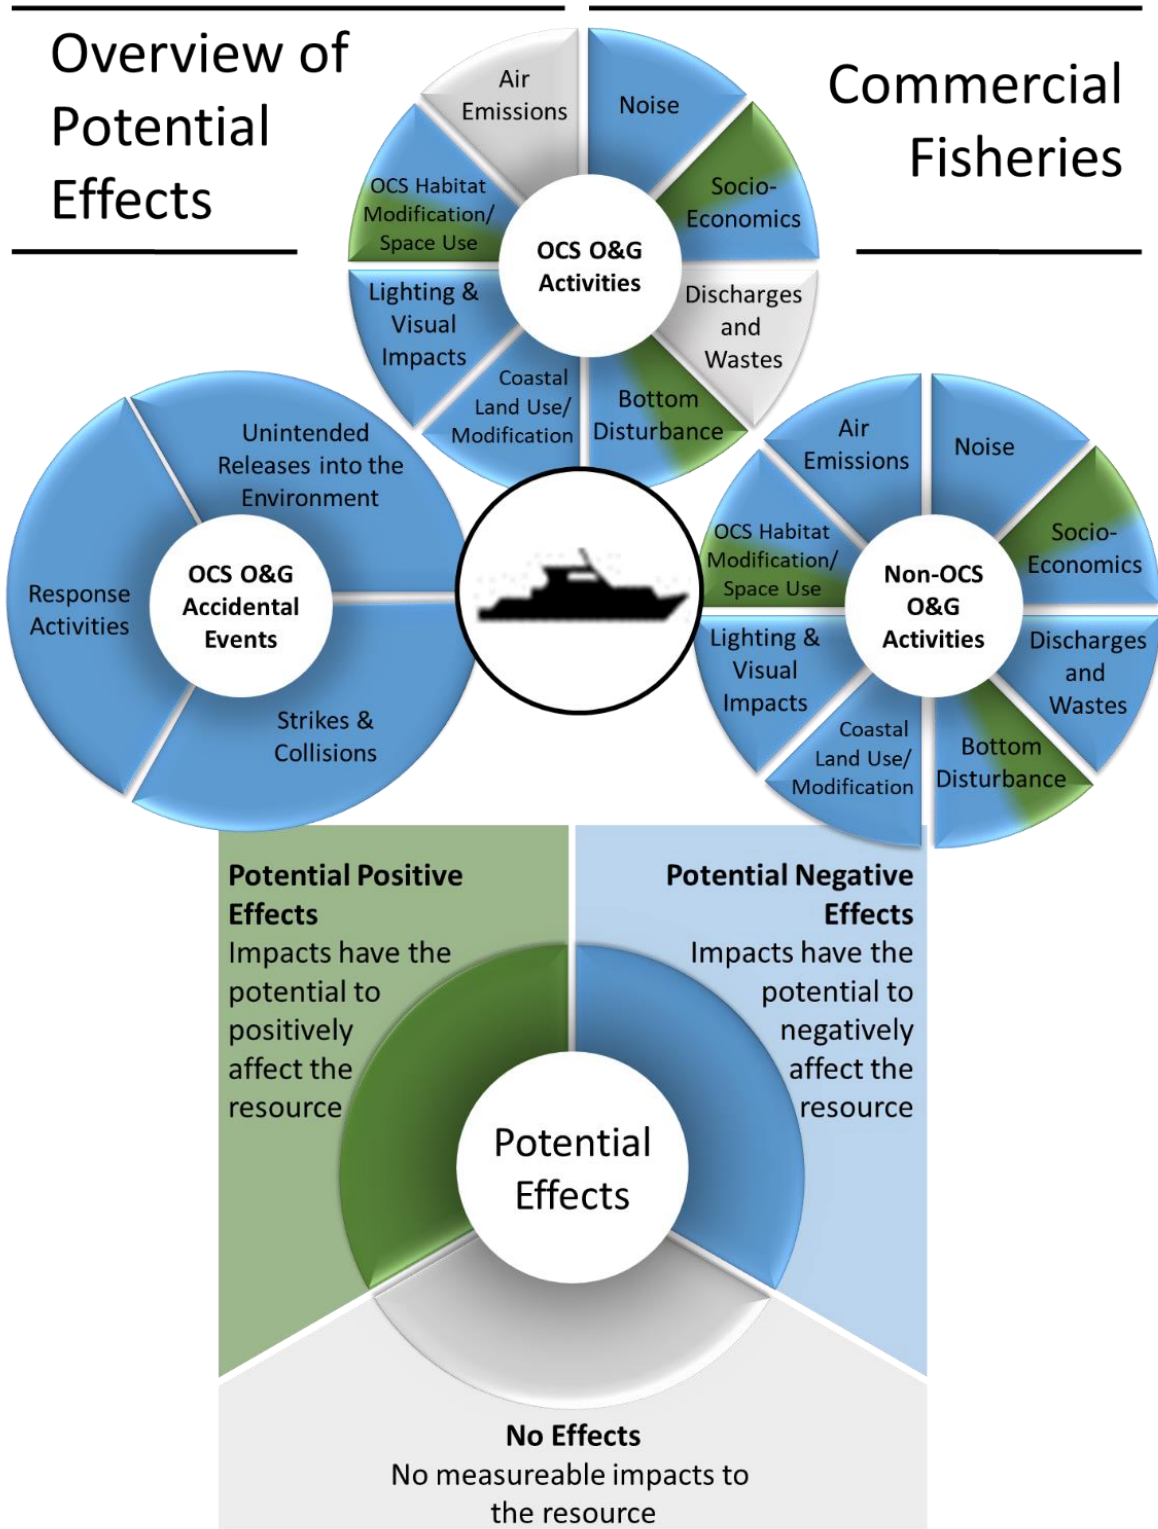 Overview of
Potential
Effects
Commercial
Fisheries
Air
Emissions
Noise
Socio-
Economics
Discharges
and
Wastes
Bottom
Disturbance
Coastal
Land Use/
Modification
Lighting &
Visual
Impacts
OCS Habitat
Modification/
Space Use
OCS O&G
Activities
Unintended
Releases into the
Environment
Response
Activities
Strikes &
Collisions
OCS O&G
Accidental
Events
Air
Emissions
Noise
Socio-
Economics
Discharges
and
Wastes
Bottom
Disturbance
Coastal
Land Use/
Modification
Lighting &
Visual
Impacts
OCS Habitat
Modification/
Space Use
Non-OCS
O&G
Activities
Potential Positive
Effects
Impacts have the
potential to
positively
affect the
resource
Potential Negative
Effects
Impacts have the
potential to
negatively
affect the
resource
Potential
Effects
No Effects
No measureable impacts to
the resource